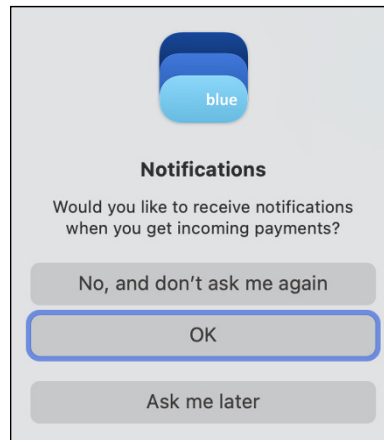 blue
Notifications
Would you like to receive notifications
when you get incoming payments?
No, and don’t ask me again
OK
Ask me later